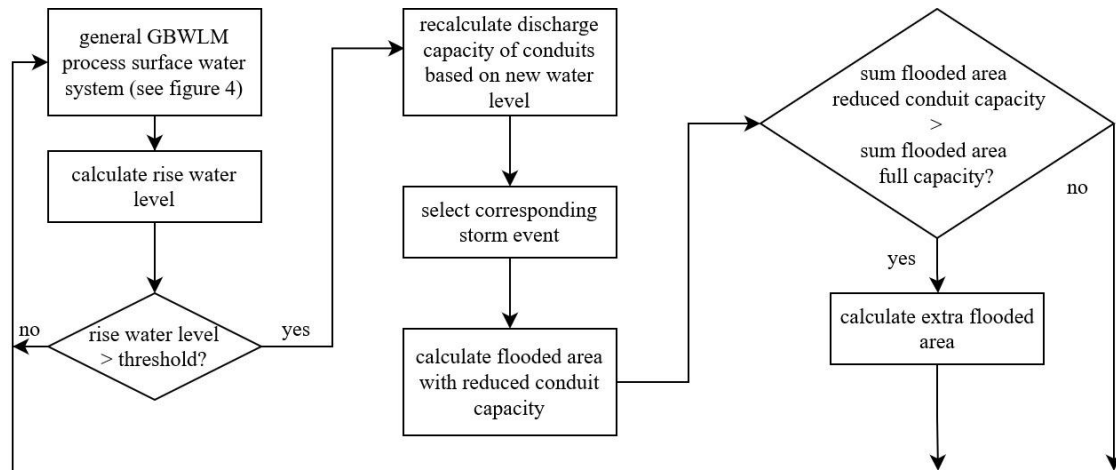 general GBWLM
process surface water
system (see figure 4)
calculate rise water
level
rise water level
> threshold?
no
yes
recalculate discharge
capacity of conduits
based on new water
level
select corresponding
storm event
calculate flooded area
with reduced conduit
capacity
sum flooded area
reduced conduit capacity
>
sum flooded area
full capacity?
no
yes
calculate extra flooded
area